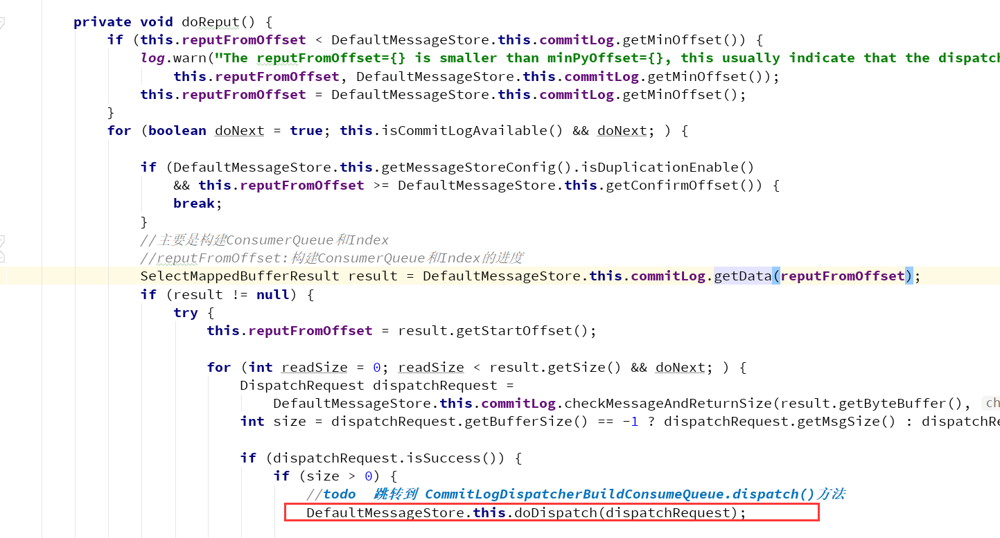 private void doReput() {
if (this.reputFromOffset < DefaultMessageStore.this.commitLog.getMinOffset()) {
log.warn("The reputFromOffset={} is smaller than minPyOffset={}, this usually indicate that the dispatch
this.reputFromOffset, DefaultMessageStore.this.commitLog.getMinOffset());
this.reputFromOffset = DefaultMessageStore.this.commitLog.getMinOffset();
}
for (boolean doNext = true; this.isCommitLogAvailable() && doNext; ) {
if (DefaultMessageStore.this.getMessageStoreConfig().isDuplicationEnable()
&& this.reputFromOffset >= DefaultMessageStore.this.getConfirmOffset()) {
break;
}
//主要是构建ConsumerQueue和Index
//reputFromOffset:构建ConsumerQueue和Index的进度
SelectMappedBufferResult result = DefaultMessageStore.this.commitLog.getData(reputFromOffset);
if (result != null) {
try {
this.reputFromOffset = result.getStartOffset();
for (int readSize = 0; readSize < result.getSize() && doNext; ) {
DispatchRequest dispatchRequest =
DefaultMessageStore.this.commitLog.checkMessageAndReturnSize(result.getByteBuffer(), ch
int size = dispatchRequest.getBufferSize() == -1 ? dispatchRequest.getMsgSize() : dispatchRe
if (dispatchRequest.isSuccess()) {
if (size > 0) {
//todo 跳转到 CommitLogDispatcherBuildConsumeQueue.dispatch()方法
DefaultMessageStore.this.doDispatch(dispatchRequest);